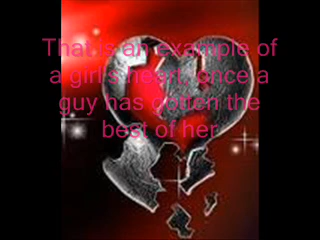 That is an example of
a girl's heart, once a
guy has gotten the
best of her